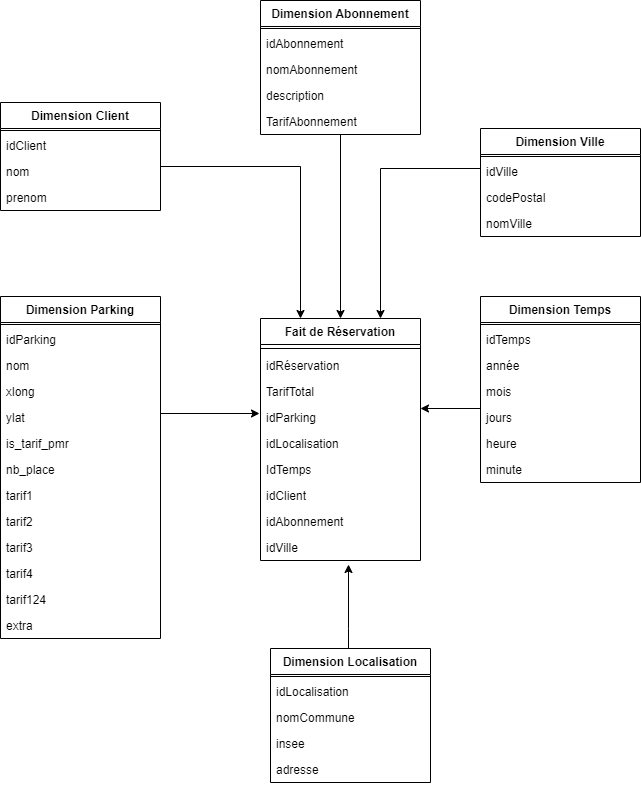 Dimension Abonnement
idAbonnement
nomAbonnement
description
TarifAbonnement
Dimension Client
idClient
nom
prenom
Dimension Ville
idVille
codePostal
nomVille
Dimension Parking
idParking
nom
xlong
ylat
is_tarif_pmr
nb_place
tarif1
tarif2
tarif3
tarif4
tarif124
extra
Fait de Réservation
idRéservation
TarifTotal
idParking
idLocalisation
IdTemps
idClient
idAbonnement
idVille
Dimension Temps
idTemps
année
mois
jours
heure
minute
Dimension Localisation
idLocalisation
nomCommune
insee
adresse